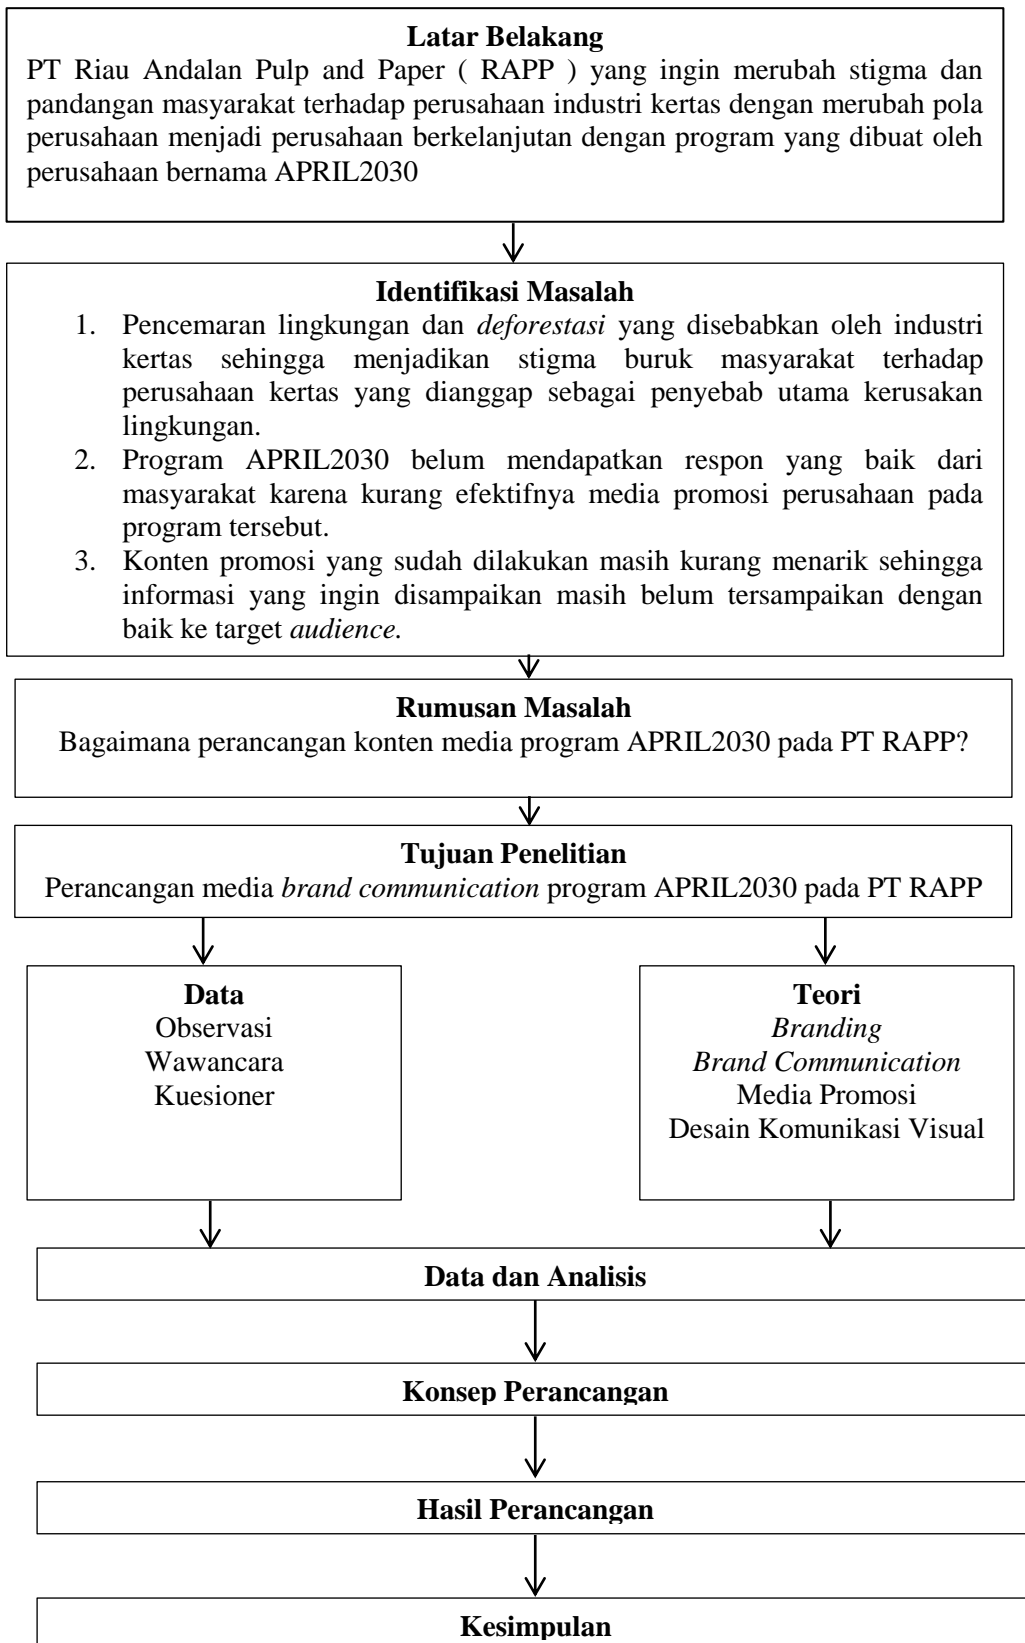 Latar Belakang
PT Riau Andalan Pulp and Paper ( RAPP ) yang ingin merubah stigma dan
pandangan masyarakat terhadap perusahaan industri kertas dengan merubah pola
perusahaan menjadi perusahaan berkelanjutan dengan program yang dibuat oleh
perusahaan bernama APRIL2030
Identifikasi Masalah
1. Pencemaran lingkungan dan deforestasi yang disebabkan oleh industri
kertas sehingga menjadikan stigma buruk masyarakat terhadap
perusahaan kertas yang dianggap sebagai penyebab utama kerusakan
lingkungan.
2. Program APRIL2030 belum mendapatkan respon yang baik dari
masyarakat karena kurang efektifnya media promosi perusahaan pada
program tersebut.
3. Konten promosi yang sudah dilakukan masih kurang menarik sehingga
informasi yang ingin disampaikan masih belum tersampaikan dengan
baik ke target audience.
Rumusan Masalah
Bagaimana perancangan konten media program APRIL2030 pada PT RAPP?
Tujuan Penelitian
Perancangan media brand communication program APRIL2030 pada PT RAPP
Data
Observasi
Wawancara
Kuesioner
Teori
Branding
Brand Communication
Media Promosi
Desain Komunikasi Visual
Data dan Analisis
Konsep Perancangan
Hasil Perancangan
Kesimpulan